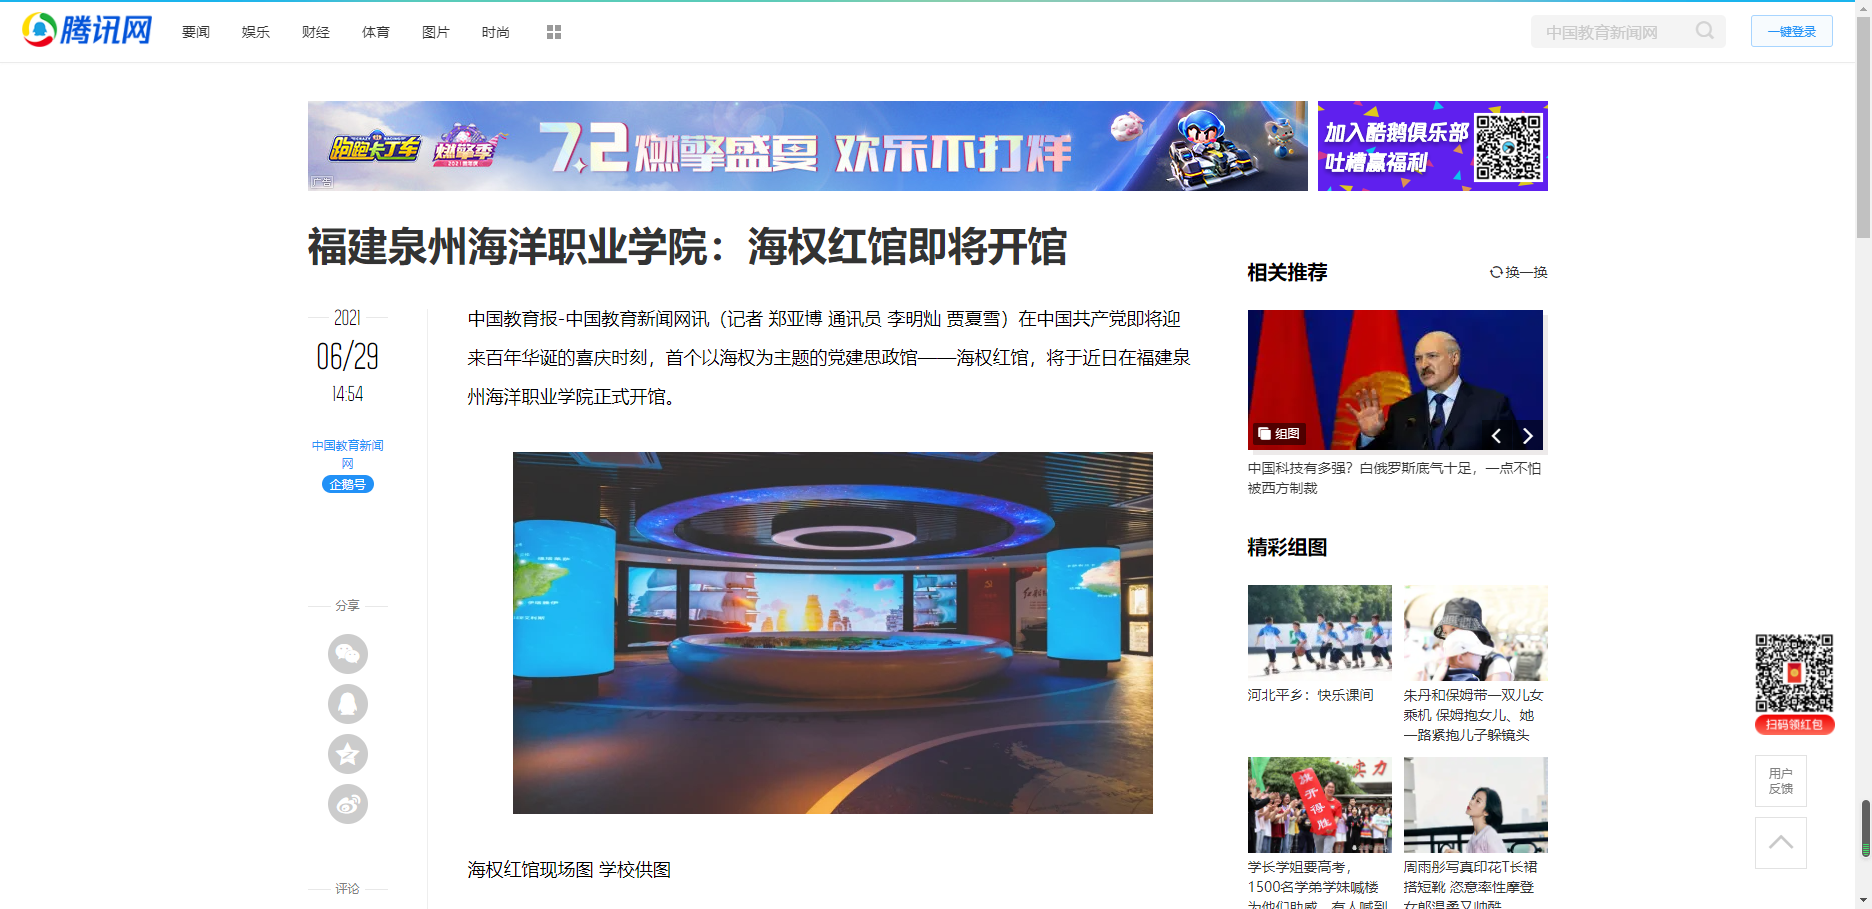 腾讯网
要闻 娱乐 财经 体育 图片 时尚
中国教育新闻网
一键登录
跑跑卡丁车 燃擎季 7.2燃擎盛夏 欢乐不打烊
广告
加入酷鹅俱乐部
吐槽赢福利
福建泉州海洋职业学院：海权红馆即将开馆
2021
06/29
14:54
中国教育新闻
网
企鹅号
分享
评论
中国教育报-中国教育新闻网讯（记者 郑亚博 通讯员 李明灿 贾夏雪）在中国共产党即将迎
来百年华诞的喜庆时刻，首个以海权为主题的党建思政馆——海权红馆，将于近日在福建泉
州海洋职业学院正式开馆。
海权红馆现场图 学校供图
相关推荐
换一换
组图
中国科技有多强？白俄罗斯底气十足，一点不怕
被西方制裁
精彩组图
河北平乡：快乐课间
朱丹和保姆带一双儿女
乘机 保姆抱女儿、她
一路紧抱儿子躲镜头
旗开得胜
实力
学长学姐要高考，
1500名学弟学妹喊楼
为他们助威，有人喊到
周雨彤写真印花T长裙
搭短靴 恣意率性摩登
女郎温柔又帅酷
扫码领红包
用户
反馈